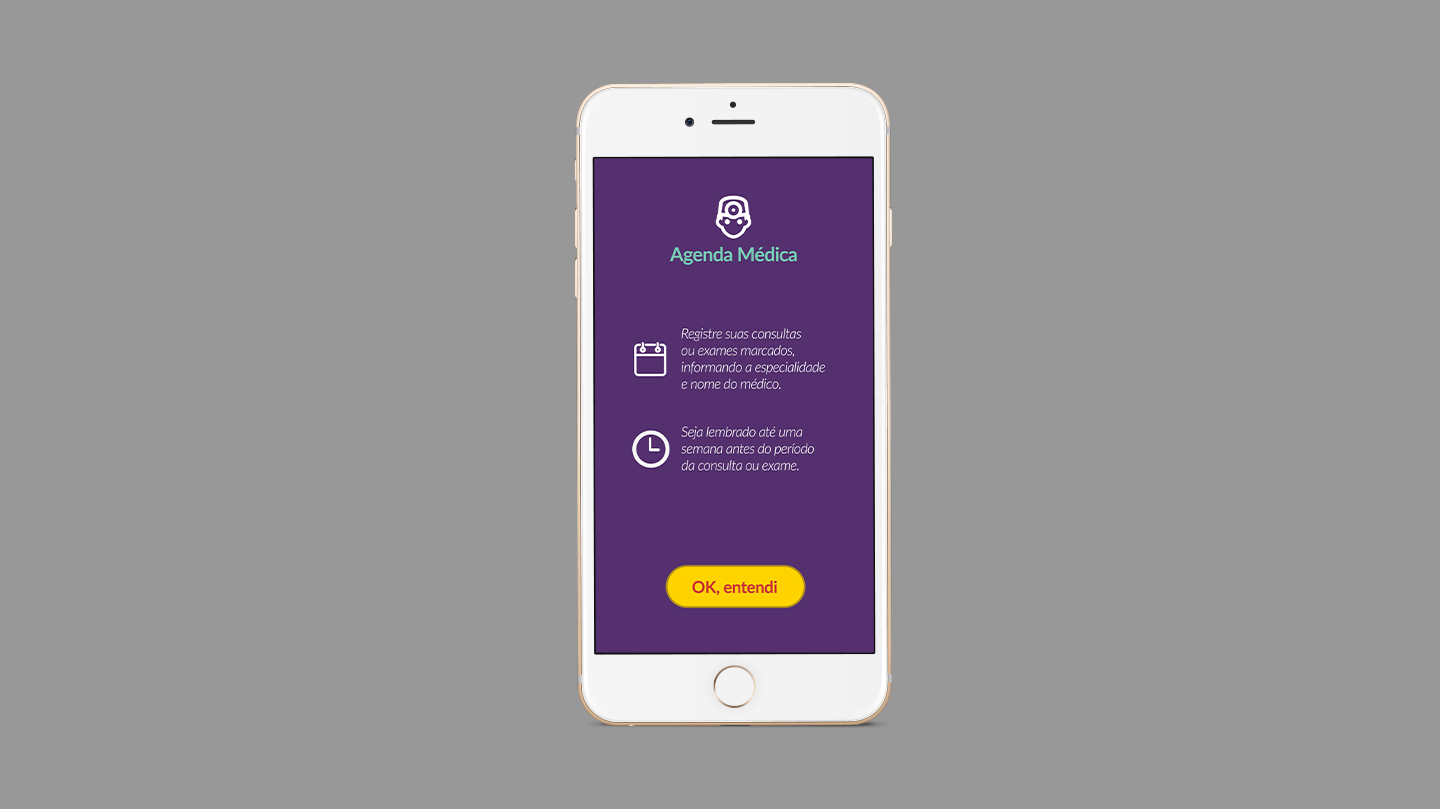 Agenda Médica
Registre suas consultas
ou exames marcados,
informando a especialidade
e nome do médico.
Seja lembrado até uma
semana antes do período
da consulta ou exame.
OK, entendi